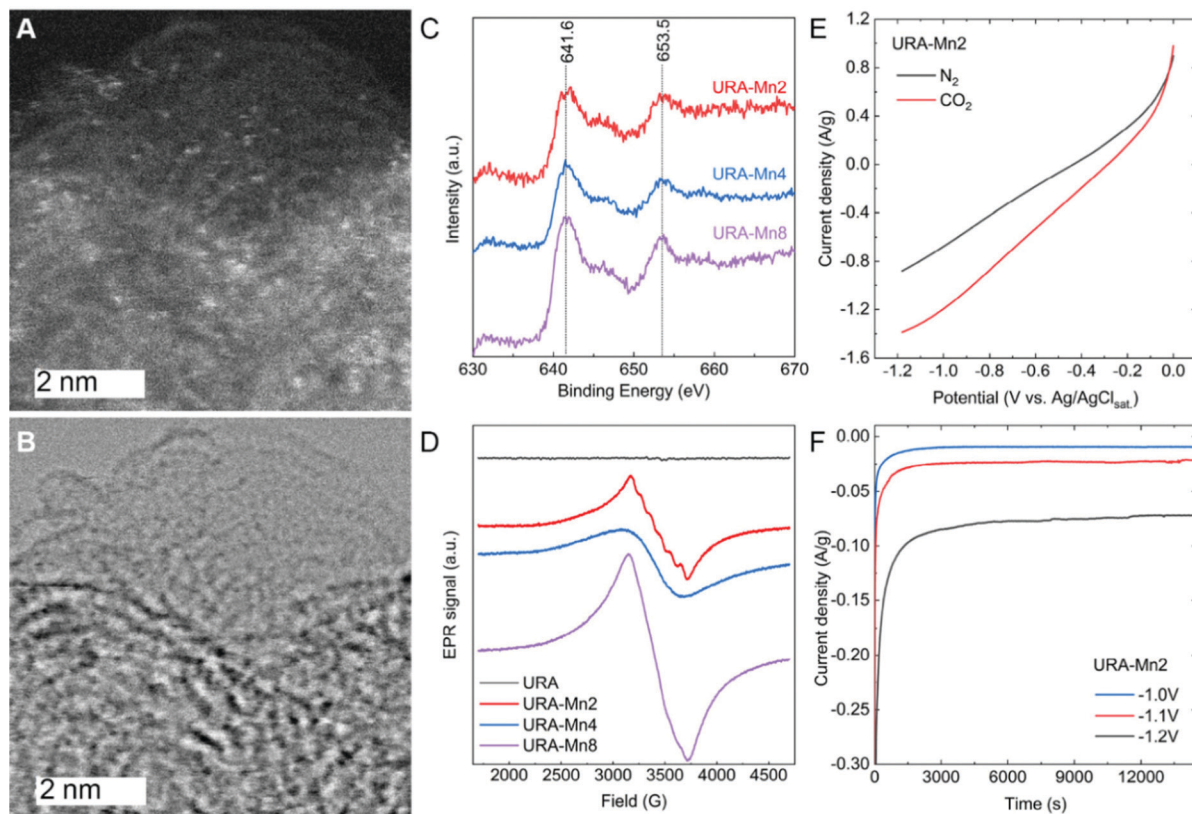 A
2 nm
B
2 nm
C
641.6
653.5
URA-Mn2
URA-Mn4
URA-Mn8
Intensity (a.u.)
630 640 650 660 670
Binding Energy (eV)
D
EPR signal (a.u.)
URA
URA-Mn2
URA-Mn4
URA-Mn8
2000 2500 3000 3500 4000 4500
Field (G)
E
URA-Mn2
N₂
CO₂
Current density (A/g)
1.2
0.8
0.4
0.0
-0.4
-0.8
-1.2
-1.6
-1.2 -1.0 -0.8 -0.6 -0.4 -0.2 0.0
Potential (V vs. Ag/AgClsat.)
F
Current density (A/g)
0.00
-0.05
-0.10
-0.15
-0.20
-0.25
-0.30
URA-Mn2
-1.0V
-1.1V
-1.2V
0 3000 6000 9000 12000
Time (s)